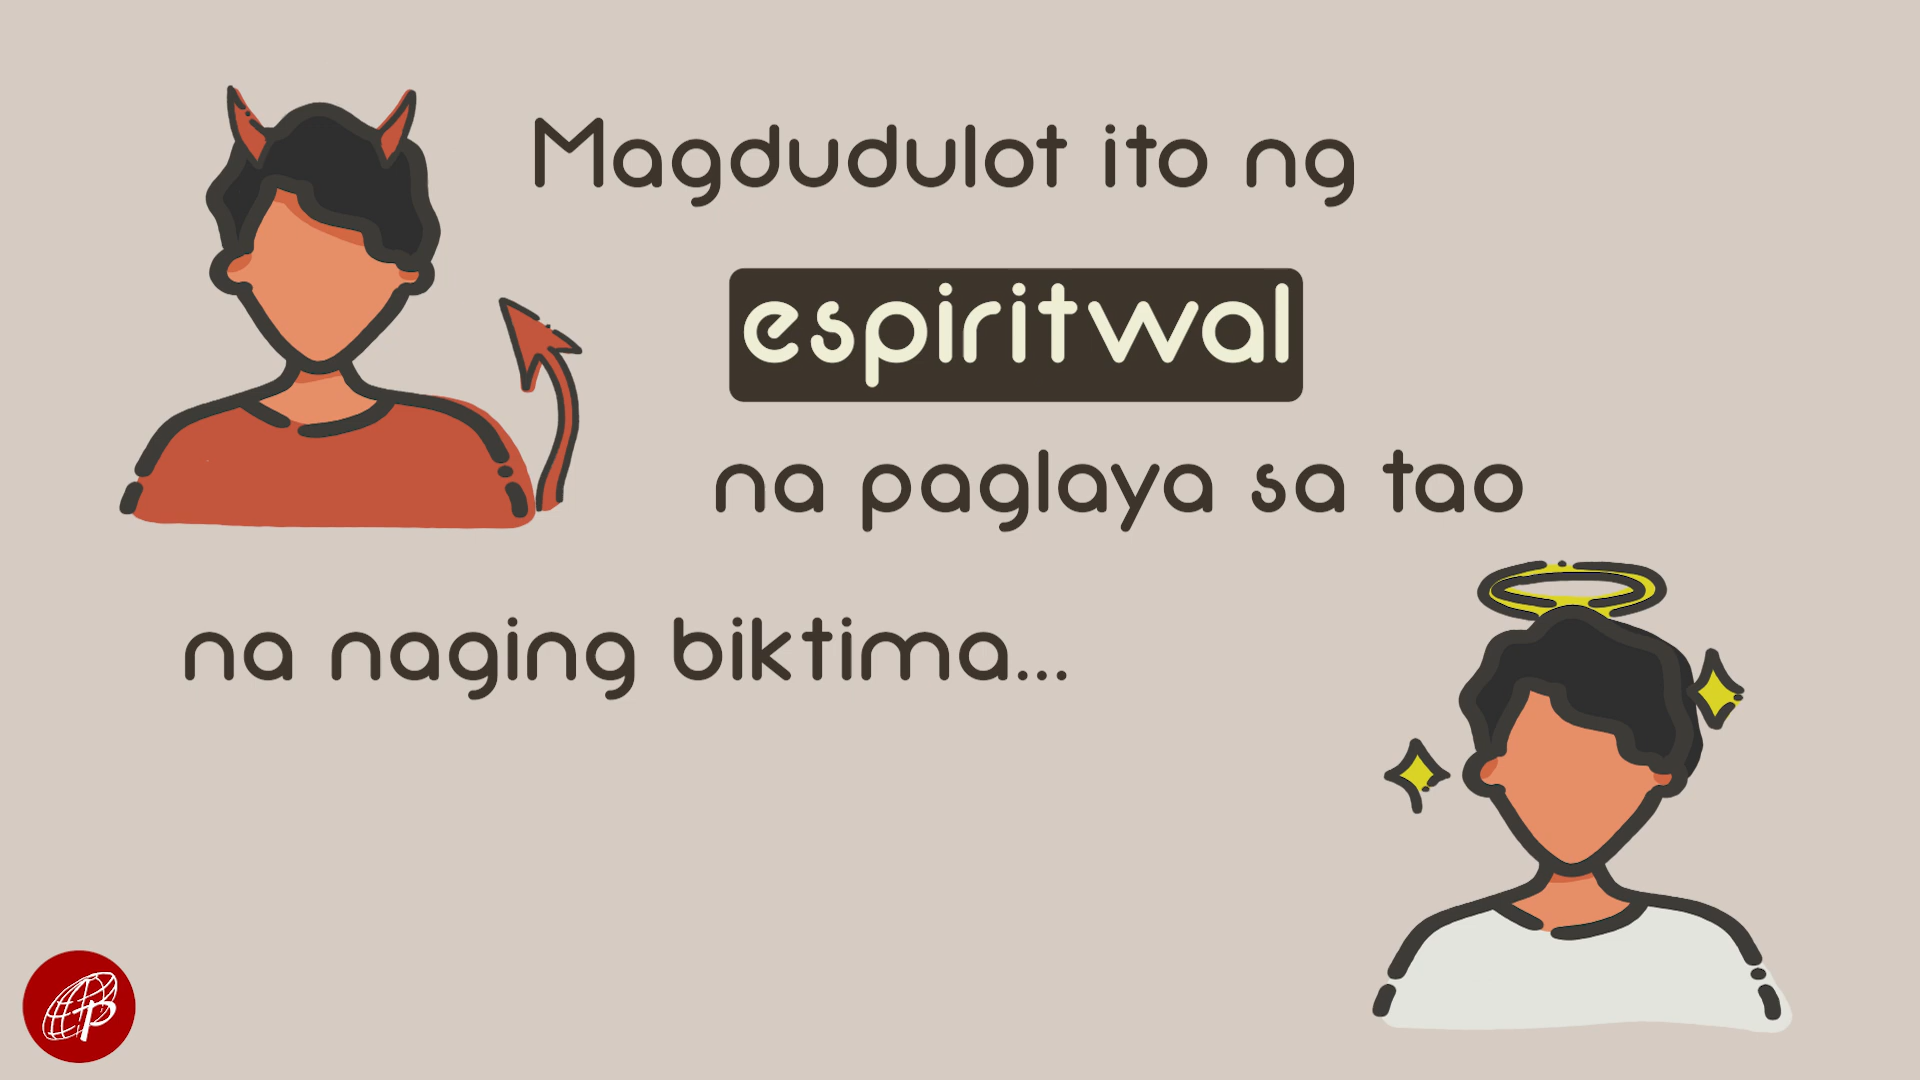 Magdudulot ito ng
espiritwal
na paglaya sa tao
na naging biktima...